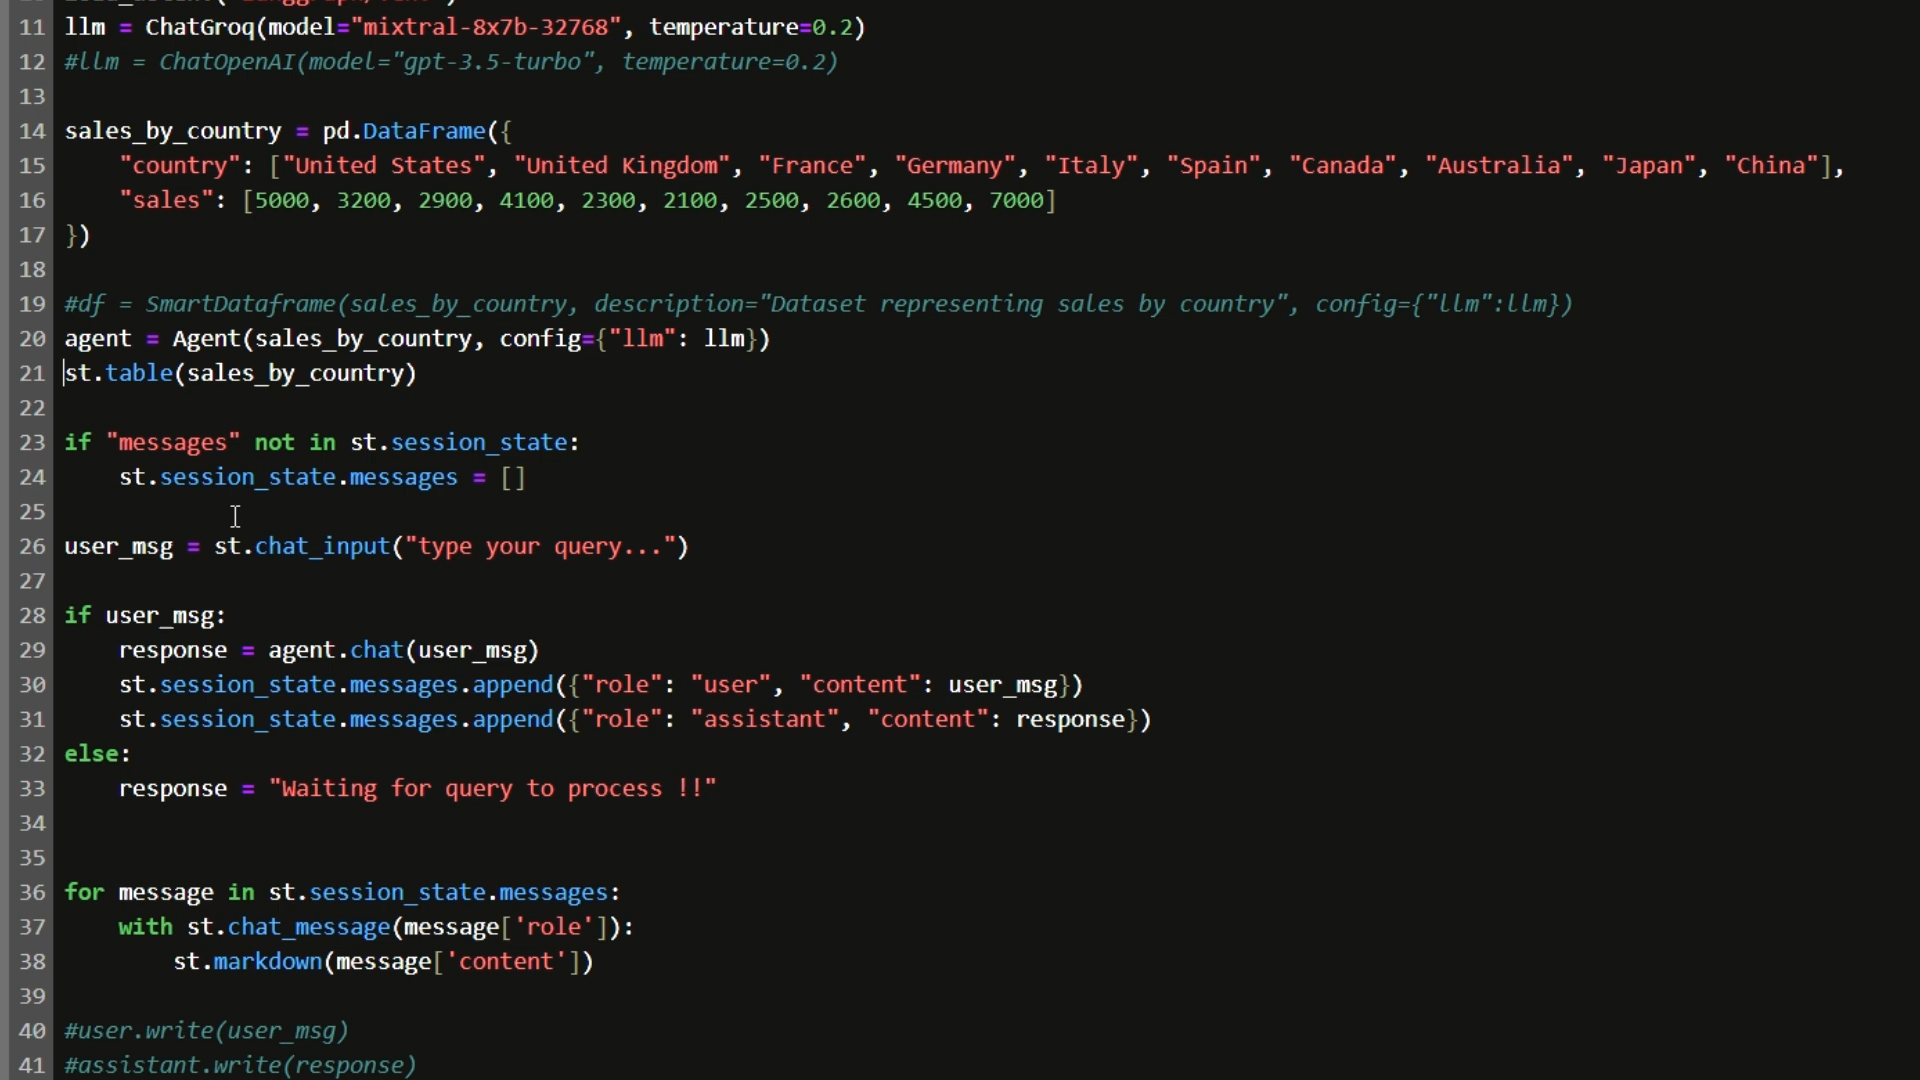 11 llm = ChatGroq(model="mixtral-8x7b-32768", temperature=0.2)
12 #llm = ChatOpenAI(model="gpt-3.5-turbo", temperature=0.2)
13
14 sales_by_country = pd.DataFrame({
15     "country": ["United States", "United Kingdom", "France", "Germany", "Italy", "Spain", "Canada", "Australia", "Japan", "China"],
16     "sales": [5000, 3200, 2900, 4100, 2300, 2100, 2500, 2600, 4500, 7000]
17 })
18
19 #df = SmartDataframe(sales_by_country, description="Dataset representing sales by country", config={"llm":llm})
20 agent = Agent(sales_by_country, config={"llm": llm})
21 st.table(sales_by_country)
22
23 if "messages" not in st.session_state:
24     st.session_state.messages = []
25
26 user_msg = st.chat_input("type your query...")
27
28 if user_msg:
29     response = agent.chat(user_msg)
30     st.session_state.messages.append({"role": "user", "content": user_msg})
31     st.session_state.messages.append({"role": "assistant", "content": response})
32 else:
33     response = "Waiting for query to process !!"
34
35
36 for message in st.session_state.messages:
37     with st.chat_message(message['role']):
38         st.markdown(message['content'])
39
40 #user.write(user_msg)
41 #assistant.write(response)